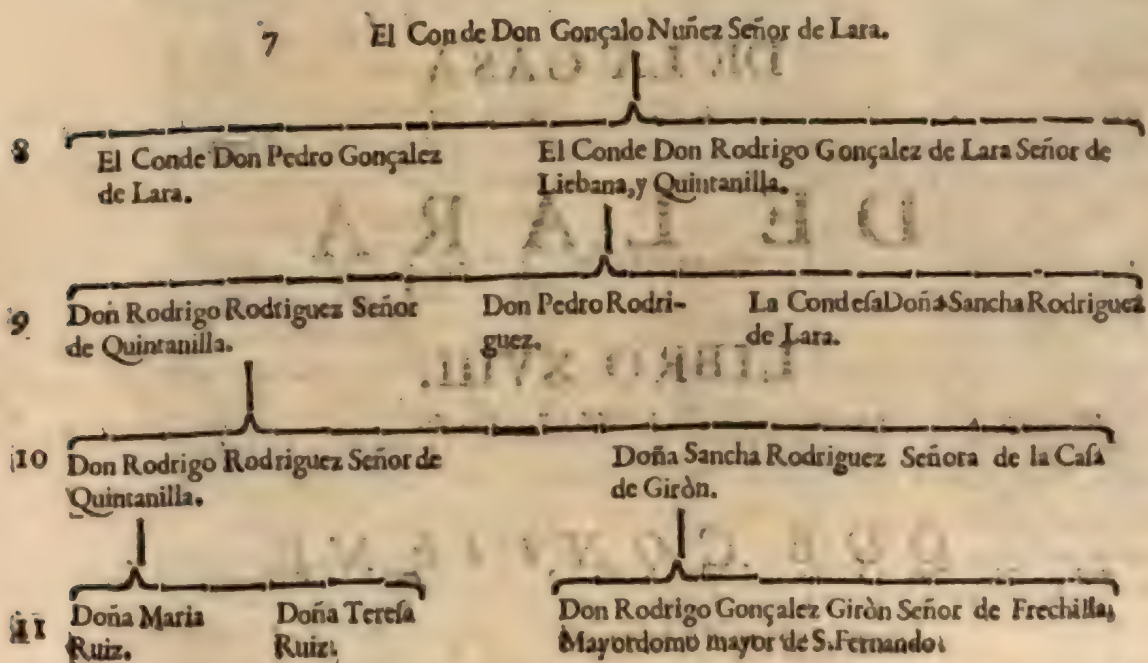 7 El Conde Don Gonçalo Nuñez Señor de Lara.
8 El Conde Don Pedro Gonçalez
de Lara.
El Conde Don Rodrigo Gonçalez de Lara Señor de
Liebana, y Quintanilla.
9 Don Rodrigo Rodriguez Señor
de Quintanilla.
Don Pedro Rodri-
guez.
La Condeſa Doña Sancha Rodriguez
de Lara.
10 Don Rodrigo Rodriguez Señor de
Quintanilla.
Doña Sancha Rodriguez Señora de la Caſa
de Giròn.
11 Doña Maria
Ruiz.
Doña Tereſa
Ruiz.
Don Rodrigo Gonçalez Giròn Señor de Frechilla,
Mayordomo mayor de S. Fernando.